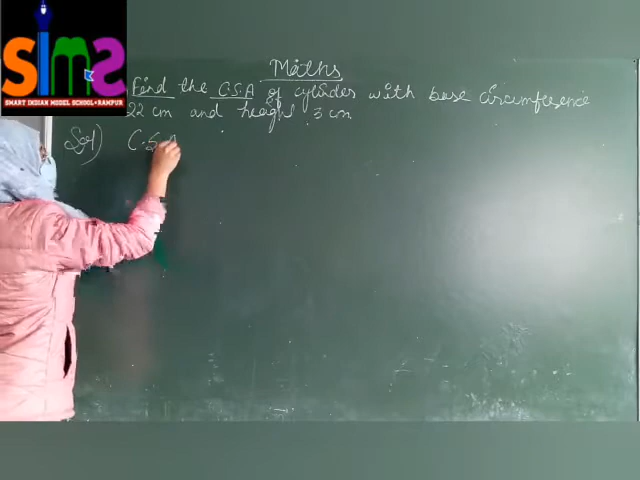 SIMS
SMART INDIAN MODEL SCHOOL-RAMPUR
Maths
Find the C.S.A of cylinder with base circumference
22 cm and height 3 cm
Sol) C.S.A